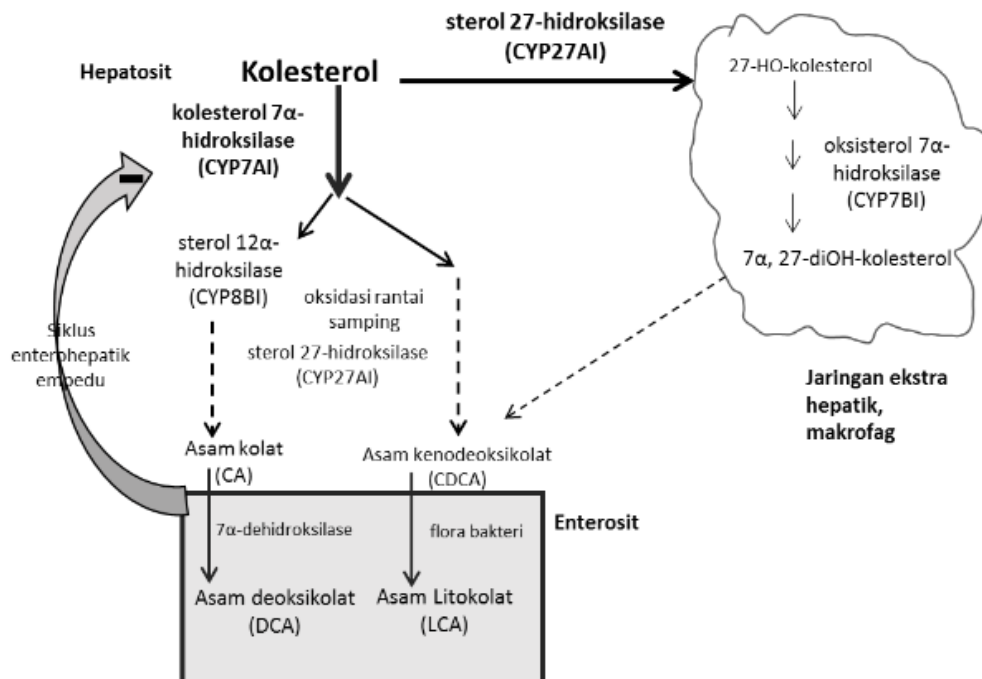 sterol 27-hidroksilase
(CYP27AI)
Hepatosit
Kolesterol
27-HO-kolesterol
kolesterol 7α-
hidroksilase
(CYP7AI)
oksisterol 7α-
hidroksilase
(CYP7BI)
sterol 12α-
hidroksilase
(CYP8BI)
7α, 27-diOH-kolesterol
oksidasi rantai
samping
sterol 27-hidroksilase
(CYP27AI)
Siklus
enterohepatik
empedu
Jaringan ekstra
hepatik,
makrofag
Asam kolat
(CA)
Asam kenodeoksikolat
(CDCA)
7α-dehidroksilase
flora bakteri
Enterosit
Asam deoksikolat
(DCA)
Asam Litokolat
(LCA)